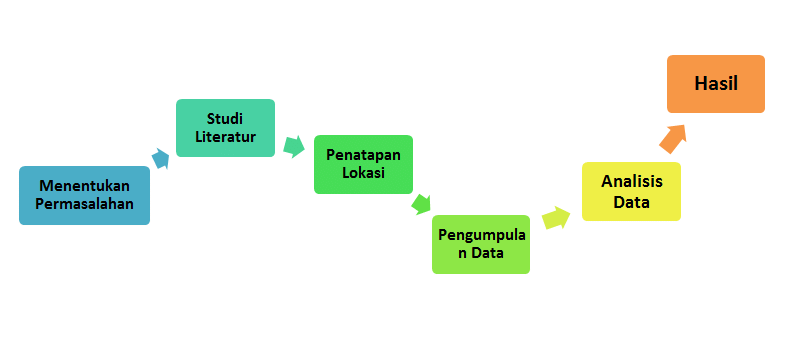 Menentukan
Permasalahan
Studi
Literatur
Penatapan
Lokasi
Pengumpula
n Data
Analisis
Data
Hasil